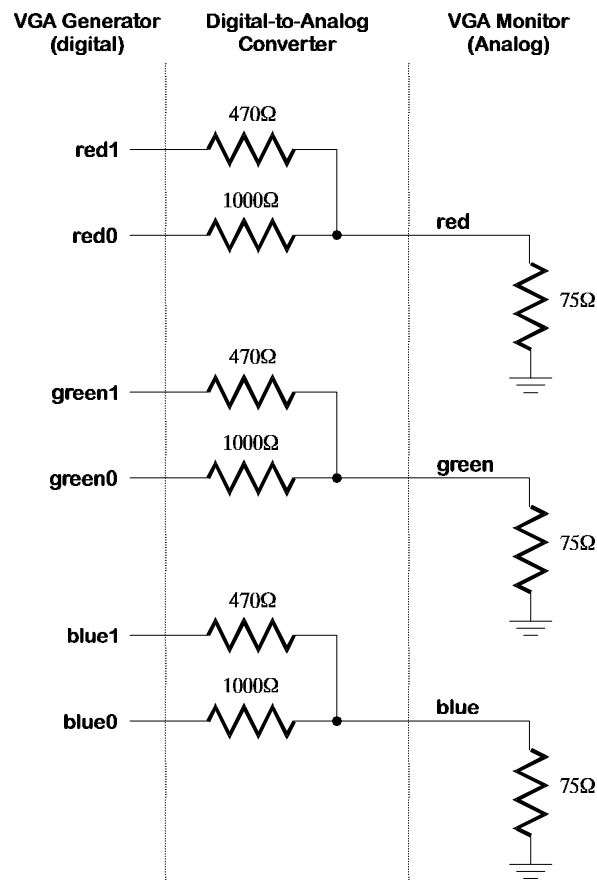 VGA Generator
(digital)
Digital-to-Analog
Converter
VGA Monitor
(Analog)
470Ω
red1
1000Ω
red0
red
75Ω
470Ω
green1
1000Ω
green0
green
75Ω
470Ω
blue1
1000Ω
blue0
blue
75Ω